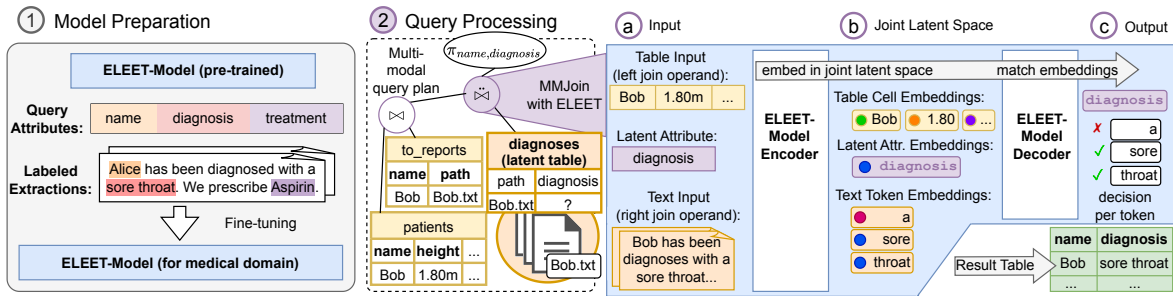 1 Model Preparation
ELEET-Model (pre-trained)
Query
Attributes:
name diagnosis treatment
Labeled
Extractions:
Alice has been diagnosed with a
sore throat. We prescribe Aspirin.
Fine-tuning
ELEET-Model (for medical domain)
2 Query Processing
Multi-
modal
query plan
πname,diagnosis
⋈
⋈̈
MMJoin
with ELEET
to_reports
name path
Bob Bob.txt
diagnoses
(latent table)
path diagnosis
Bob.txt ?
patients
name height ...
Bob 1.80m ...
Bob.txt
a Input
Table Input
(left join operand):
Bob 1.80m ...
Latent Attribute:
diagnosis
Text Input
(right join operand):
Bob has been
diagnoses with a
sore throat...
b Joint Latent Space
embed in joint latent space match embeddings
ELEET-
Model
Encoder
Table Cell Embeddings:
Bob 1.80 ...
Latent Attr. Embeddings:
diagnosis
Text Token Embeddings:
a
sore
throat
ELEET-
Model
Decoder
c Output
diagnosis
✗ a
✓ sore
✓ throat
decision
per token
Result Table
name diagnosis
Bob sore throat
... ...